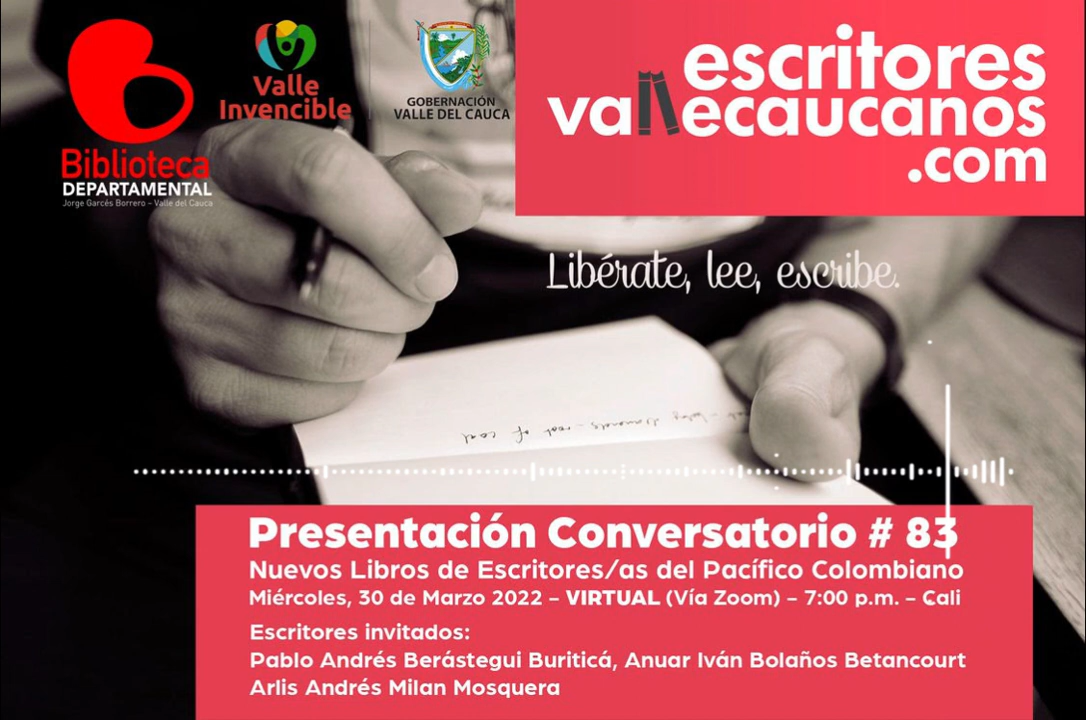 Biblioteca
DEPARTAMENTAL
Jorge Garcés Borrero – Valle del Cauca
Valle
Invencible
GOBERNACIÓN
VALLE DEL CAUCA
escritores
vallecaucanos
.com
Libérate, lee, escribe.
Presentación Conversatorio # 83
Nuevos Libros de Escritores/as del Pacífico Colombiano
Miércoles, 30 de Marzo 2022 – VIRTUAL (Vía Zoom) – 7:00 p.m. – Cali
Escritores invitados:
Pablo Andrés Berástegui Buriticá, Anuar Iván Bolaños Betancourt
Arlis Andrés Milan Mosquera